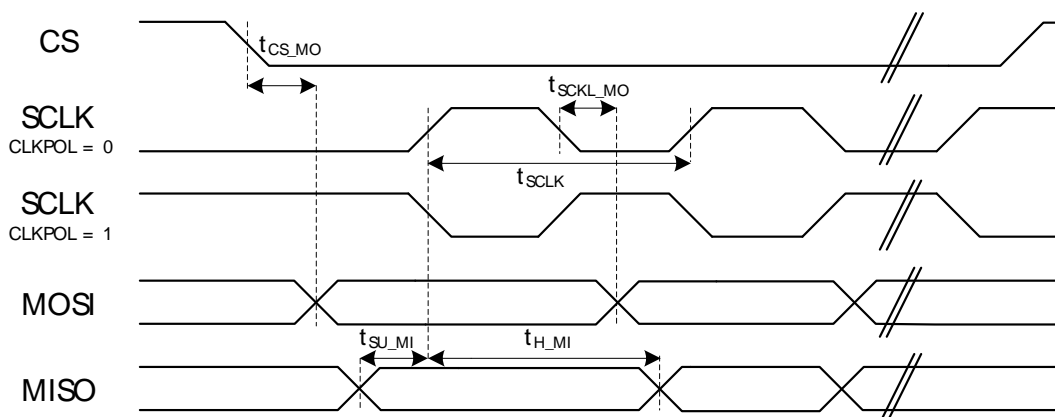 CS
tCS_MO
SCLK
CLKPOL = 0
tSCKL_MO
tSCLK
SCLK
CLKPOL = 1
MOSI
tSU_MI
tH_MI
MISO